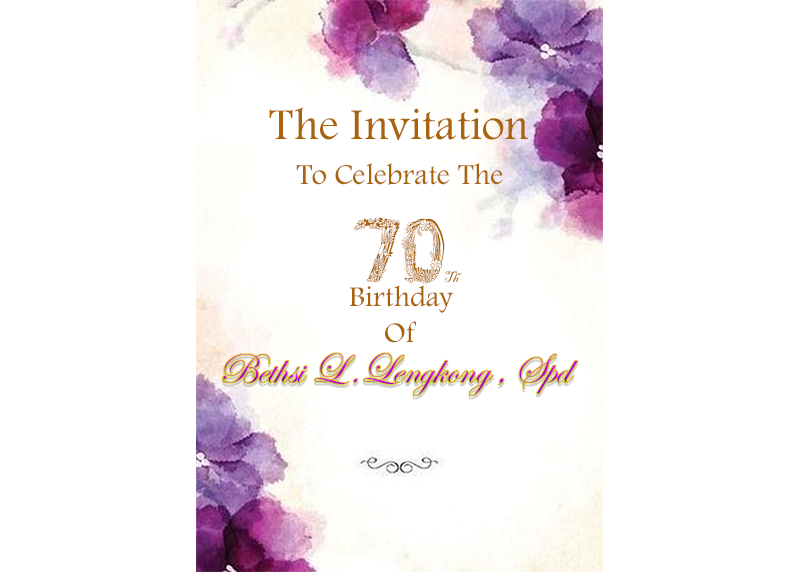 The Invitation
To Celebrate The
70Th
Birthday
Of
Bethsi L . Lengkong , Spd